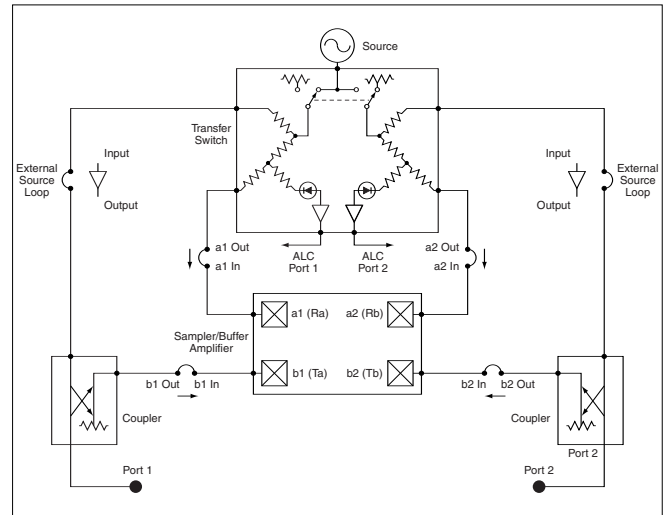 Source
Transfer
Switch
External
Source
Loop
Input
Output
Input
Output
External
Source
Loop
a1 Out
a1 In
ALC
Port 1
ALC
Port 2
a2 Out
a2 In
Sampler/Buffer
Amplifier
a1 (Ra)
a2 (Rb)
b1 (Ta)
b2 (Tb)
b1 Out
b1 In
b2 In
b2 Out
Coupler
Coupler
Port 2
Port 1
Port 2